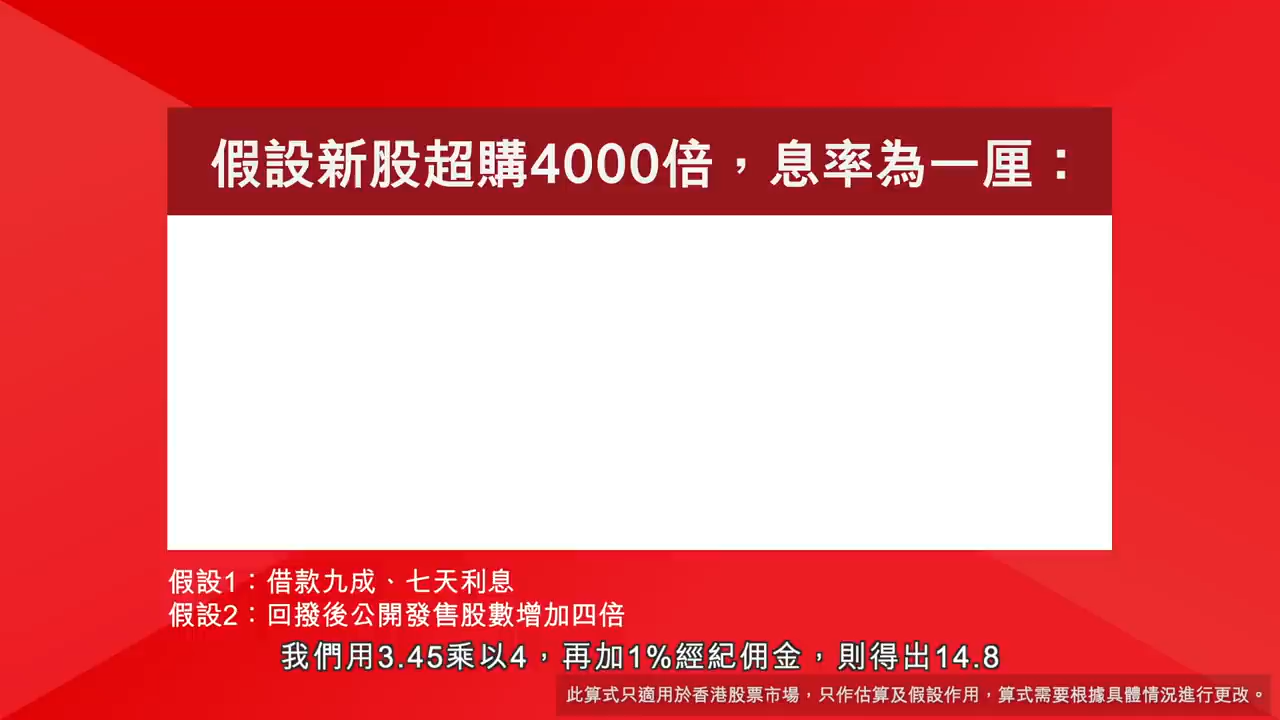 假設新股超購4000倍，息率為一厘：
假設1：借款九成、七天利息
假設2：回撥後公開發售股數增加四倍
我們用3.45乘以4，再加1%經紀佣金，則得出14.8
此算式只適用於香港股票市場，只作估算及假設作用，算式需要根據具體情況進行更改。